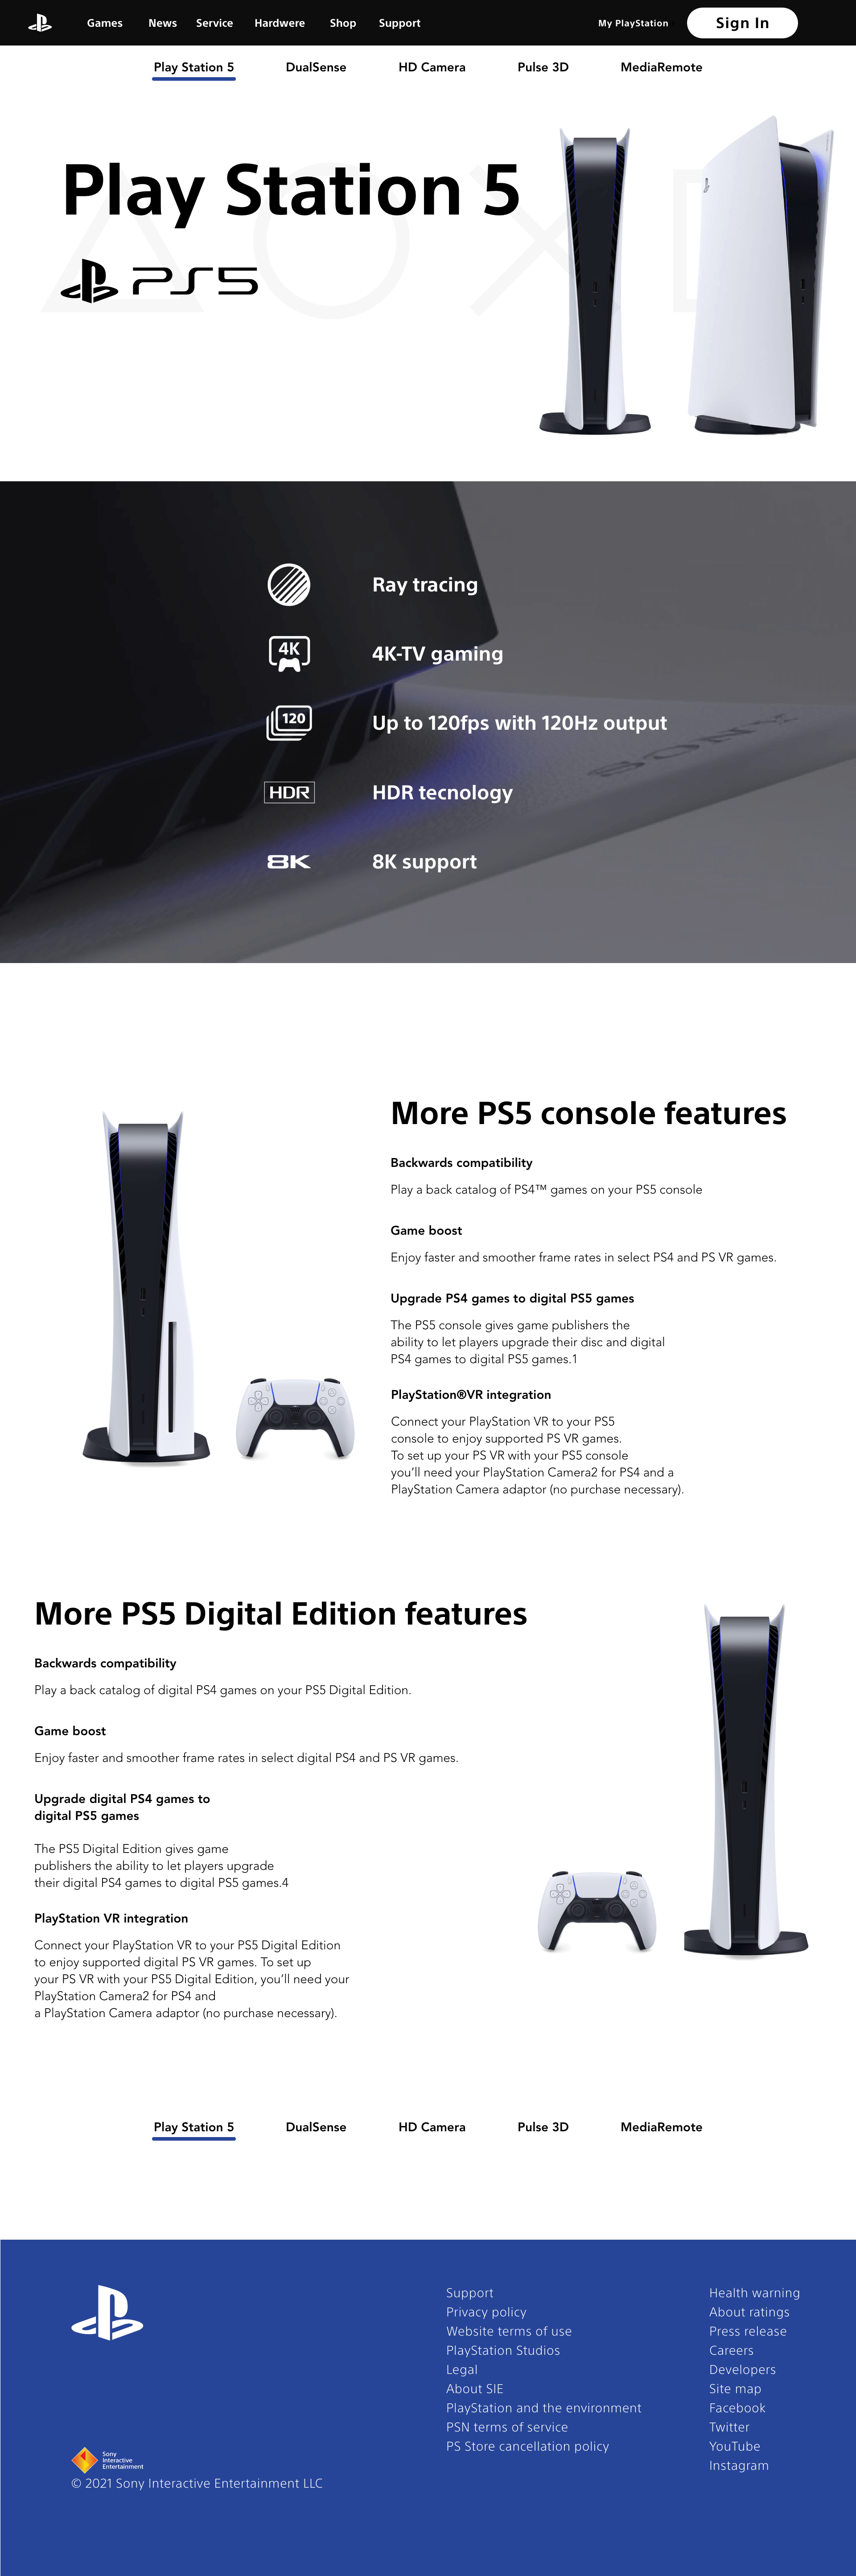 Games News Service Hardwere Shop Support My PlayStation Sign In
Play Station 5 DualSense HD Camera Pulse 3D MediaRemote
Play Station 5
PS5
Ray tracing
4K
4K-TV gaming
120
Up to 120fps with 120Hz output
SONY
HDR
HDR tecnology
8K
8K support
More PS5 console features
Backwards compatibility
Play a back catalog of PS4™ games on your PS5 console
Game boost
Enjoy faster and smoother frame rates in select PS4 and PS VR games.
Upgrade PS4 games to digital PS5 games
The PS5 console gives game publishers the
ability to let players upgrade their disc and digital
PS4 games to digital PS5 games.1
PlayStation®VR integration
Connect your PlayStation VR to your PS5
console to enjoy supported PS VR games.
To set up your PS VR with your PS5 console
you’ll need your PlayStation Camera2 for PS4 and a
PlayStation Camera adaptor (no purchase necessary).
More PS5 Digital Edition features
Backwards compatibility
Play a back catalog of digital PS4 games on your PS5 Digital Edition.
Game boost
Enjoy faster and smoother frame rates in select digital PS4 and PS VR games.
Upgrade digital PS4 games to
digital PS5 games
The PS5 Digital Edition gives game
publishers the ability to let players upgrade
their digital PS4 games to digital PS5 games.4
PlayStation VR integration
Connect your PlayStation VR to your PS5 Digital Edition
to enjoy supported digital PS VR games. To set up
your PS VR with your PS5 Digital Edition, you’ll need your
PlayStation Camera2 for PS4 and
a PlayStation Camera adaptor (no purchase necessary).
Play Station 5 DualSense HD Camera Pulse 3D MediaRemote
Support
Privacy policy
Website terms of use
PlayStation Studios
Legal
About SIE
PlayStation and the environment
PSN terms of service
PS Store cancellation policy
Health warning
About ratings
Press release
Careers
Developers
Site map
Facebook
Twitter
YouTube
Instagram
Sony
Interactive
Entertainment
© 2021 Sony Interactive Entertainment LLC